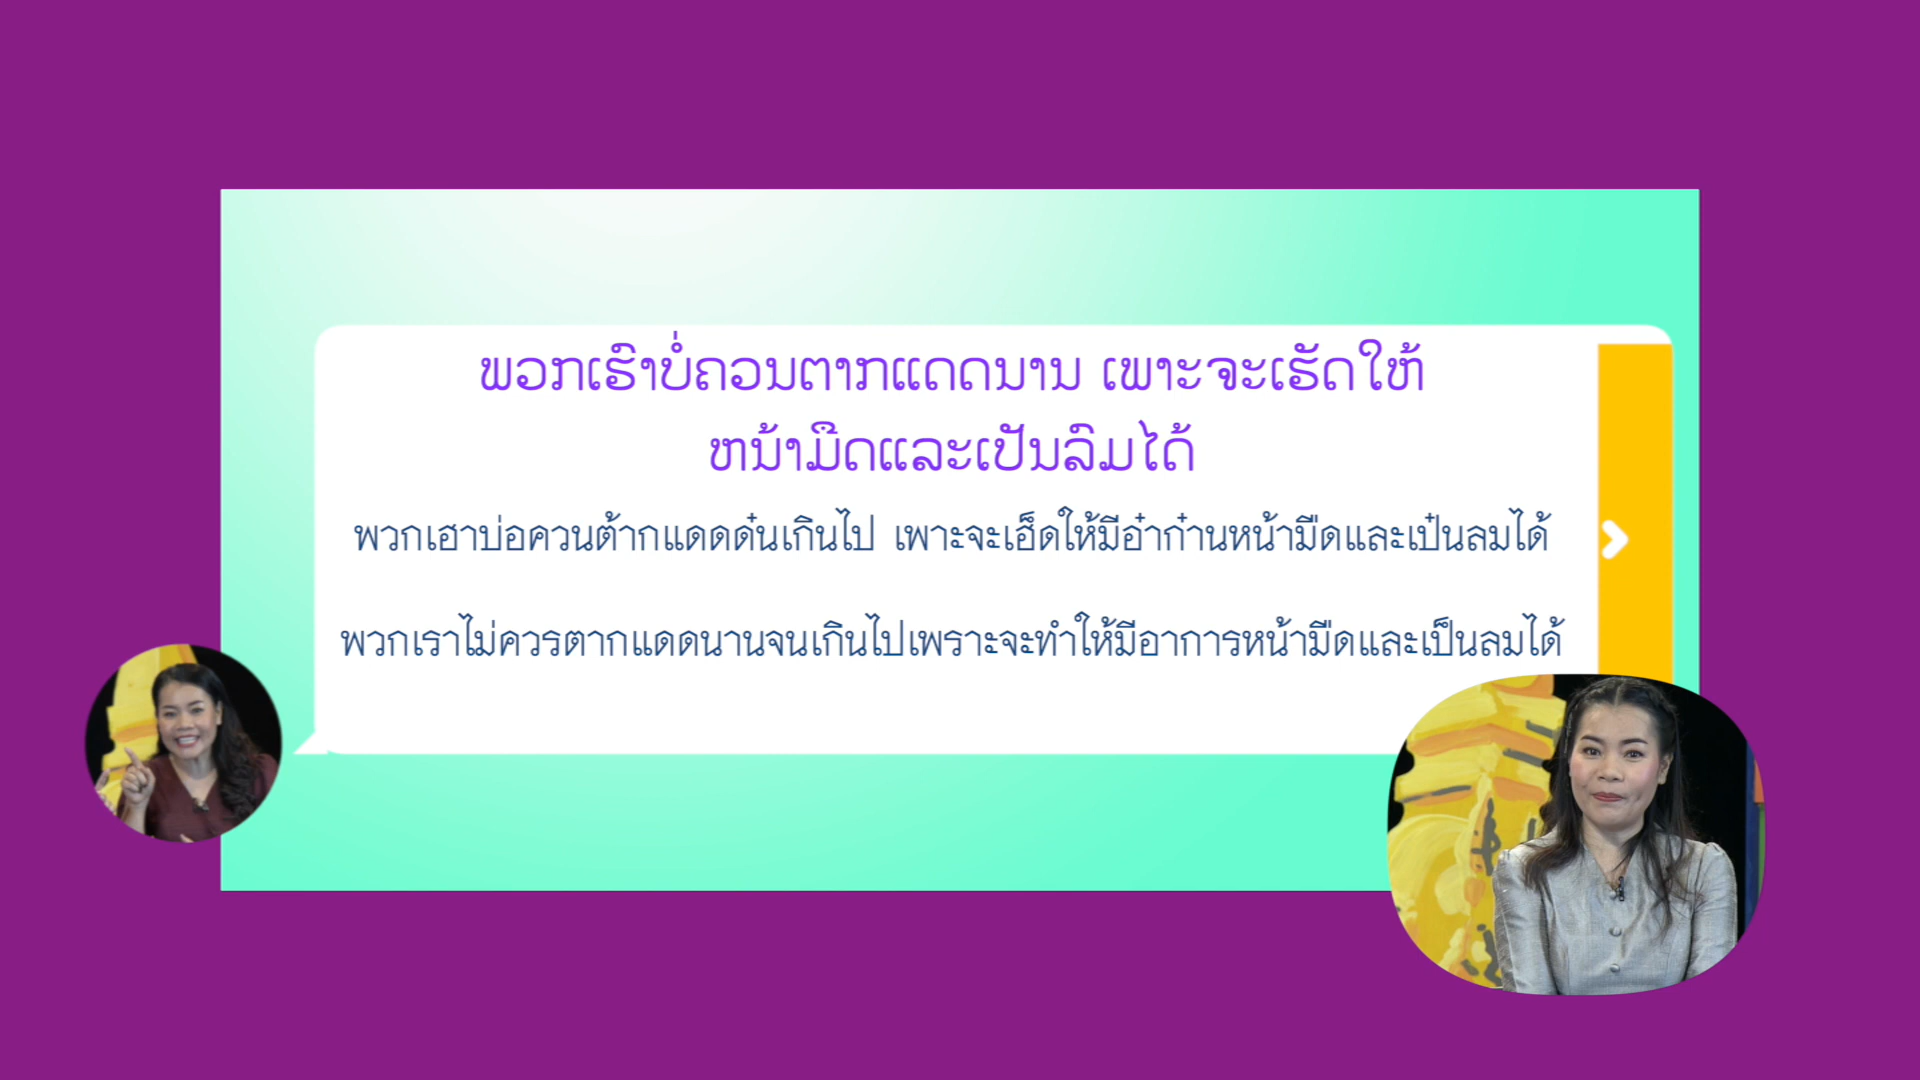 ພວກເຮົາບໍ່ຄວນຕາກແດດນານ ເພາະຈະເຮັດໃຫ້
ຫນ້າມືດແລະເປັນລົມໄດ້
พวกเฮาบ่อควนต้ากแดดด๋นเกินไป เพาะจะเฮ็ดให้มีอ๋าก๋านหน้ามืดและเป๋นลมได้
พวกเราไม่ควรตากแดดนานจนเกินไปเพราะจะทำให้มีอาการหน้ามืดและเป็นลมได้